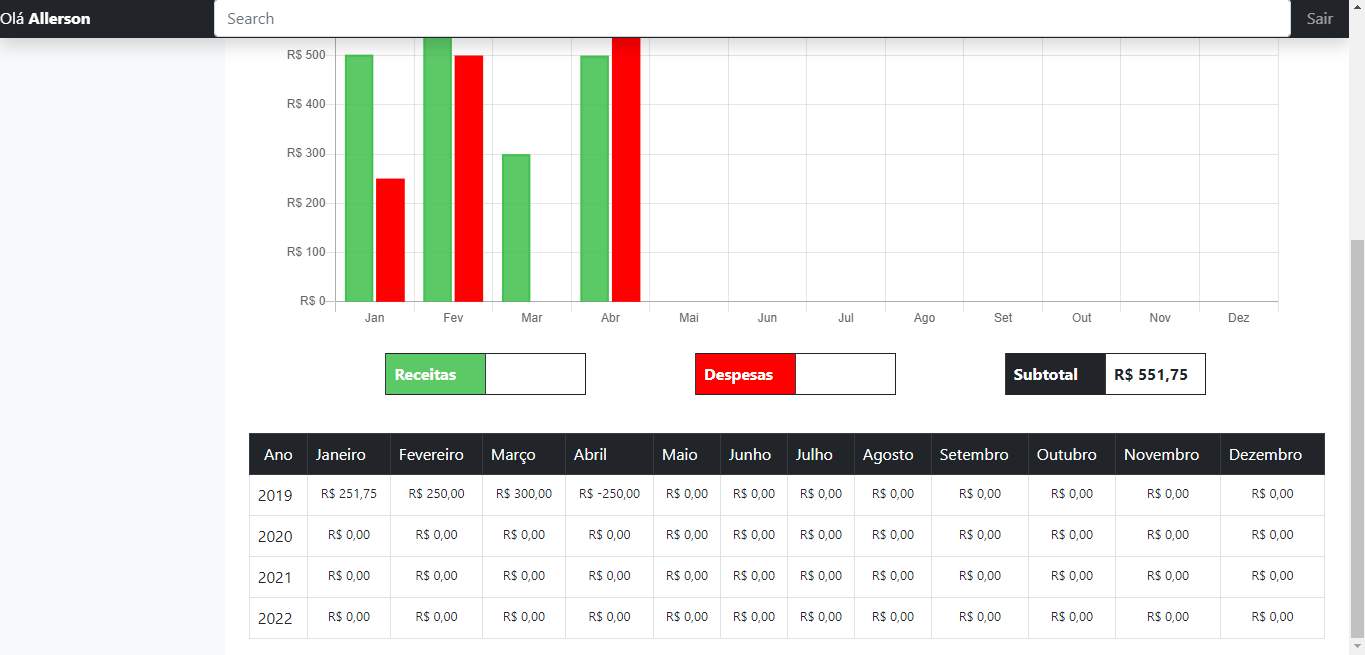 Olá Allerson Search Sair
R$ 500
R$ 400
R$ 300
R$ 200
R$ 100
R$ 0
Jan Fev Mar Abr Mai Jun Jul Ago Set Out Nov Dez
Receitas Despesas Subtotal R$ 551,75
Ano Janeiro Fevereiro Março Abril Maio Junho Julho Agosto Setembro Outubro Novembro Dezembro
2019 R$ 251,75 R$ 250,00 R$ 300,00 R$ -250,00 R$ 0,00 R$ 0,00 R$ 0,00 R$ 0,00 R$ 0,00 R$ 0,00 R$ 0,00 R$ 0,00
2020 R$ 0,00 R$ 0,00 R$ 0,00 R$ 0,00 R$ 0,00 R$ 0,00 R$ 0,00 R$ 0,00 R$ 0,00 R$ 0,00 R$ 0,00 R$ 0,00
2021 R$ 0,00 R$ 0,00 R$ 0,00 R$ 0,00 R$ 0,00 R$ 0,00 R$ 0,00 R$ 0,00 R$ 0,00 R$ 0,00 R$ 0,00 R$ 0,00
2022 R$ 0,00 R$ 0,00 R$ 0,00 R$ 0,00 R$ 0,00 R$ 0,00 R$ 0,00 R$ 0,00 R$ 0,00 R$ 0,00 R$ 0,00 R$ 0,00